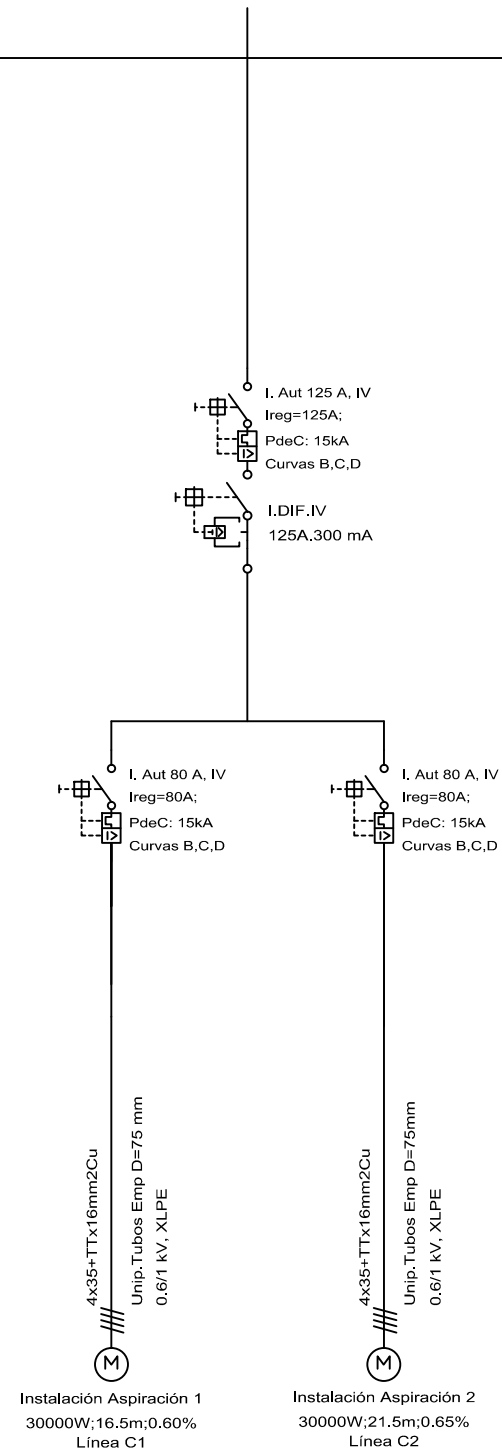 I. Aut 125 A, IV
Ireg=125A;
PdeC: 15kA
Curvas B,C,D
I.DIF.IV
125A.300 mA
I. Aut 80 A, IV
Ireg=80A;
PdeC: 15kA
Curvas B,C,D
I. Aut 80 A, IV
Ireg=80A;
PdeC: 15kA
Curvas B,C,D
4x35+TTx16mm2Cu
Unip.Tubos Emp D=75 mm
0.6/1 kV, XLPE
4x35+TTx16mm2Cu
Unip.Tubos Emp D=75mm
0.6/1 kV, XLPE
M
M
Instalación Aspiración 1
30000W;16.5m;0.60%
Línea C1
Instalación Aspiración 2
30000W;21.5m;0.65%
Línea C2